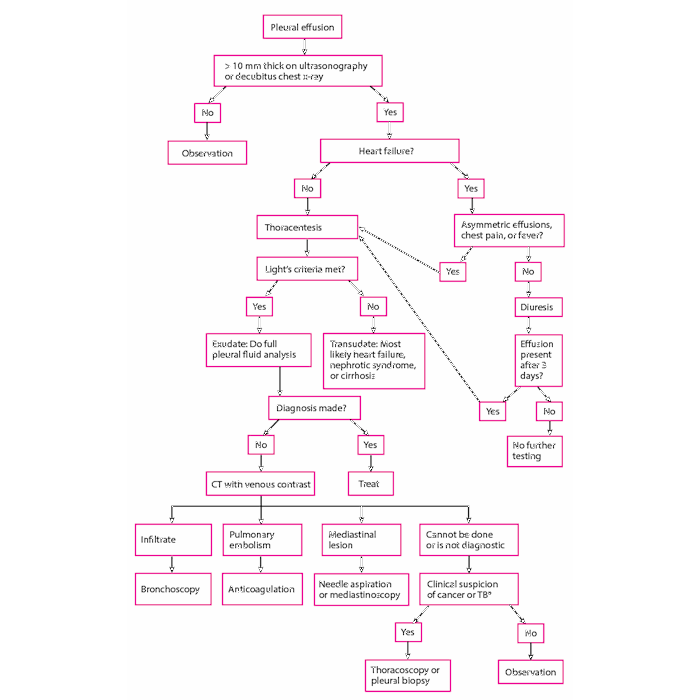 Pleural effusion
> 10 mm thick on ultrasonography
or decubitus chest x-ray
No
Yes
Observation
Heart failure?
No
Yes
Thoracentesis
Asymmetric effusions,
chest pain, or fever?
Light's criteria met?
Yes
No
Yes
No
Diuresis
Exudate: Do full
pleural fluid analysis
Transudate: Most
likely heart failure,
nephrotic syndrome,
or cirrhosis
Effusion
present
after 3
days?
Diagnosis made?
Yes
No
No
Yes
No further
testing
CT with venous contrast
Treat
Infiltrate
Pulmonary
embolism
Mediastinal
lesion
Cannot be done
or is not diagnostic
Bronchoscopy
Anticoagulation
Needle aspiration
or mediastinoscopy
Clinical suspicion
of cancer or TB*
Yes
No
Thoracoscopy or
pleural biopsy
Observation